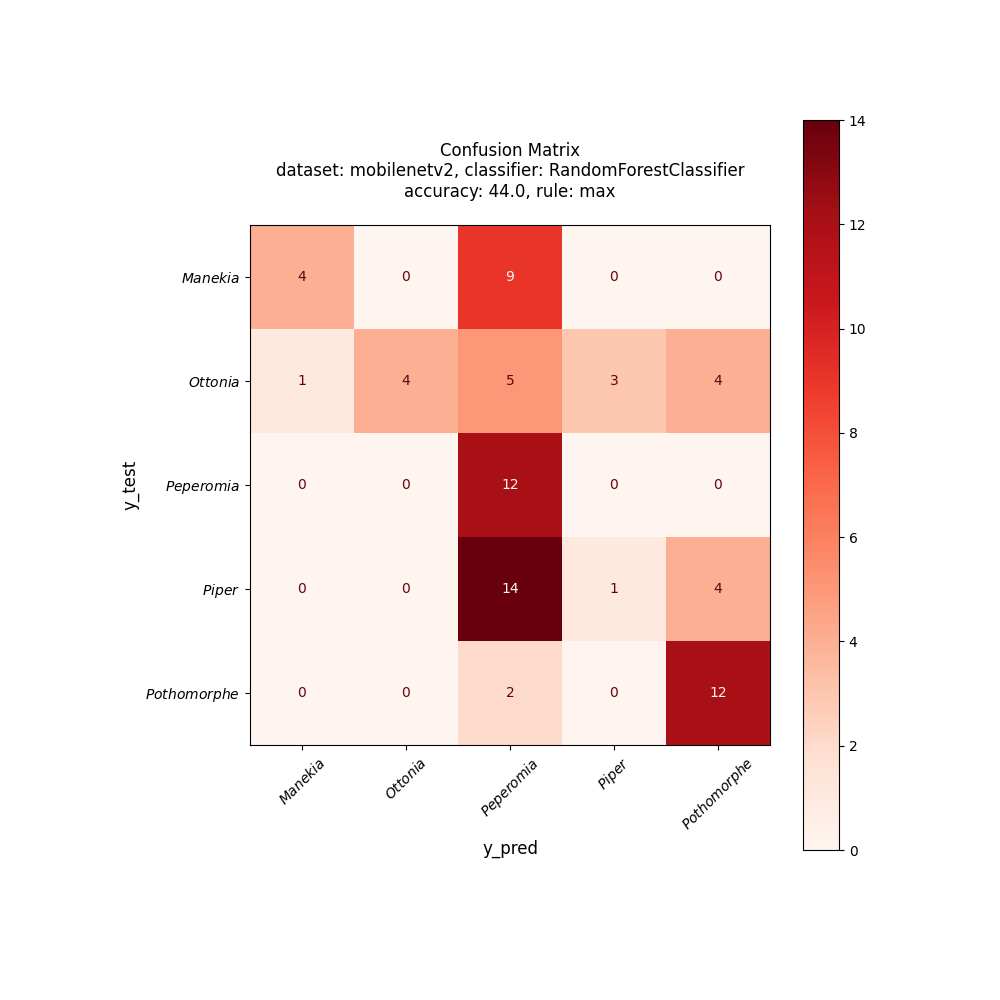 Confusion Matrix
dataset: mobilenetv2, classifier: RandomForestClassifier
accuracy: 44.0, rule: max
Manekia 4 0 9 0 0
Ottonia 1 4 5 3 4
Peperomia 0 0 12 0 0
Piper 0 0 14 1 4
Pothomorphe 0 0 2 0 12
Manekia Ottonia Peperomia Piper Pothomorphe
y_pred
y_test
14
12
10
8
6
4
2
0